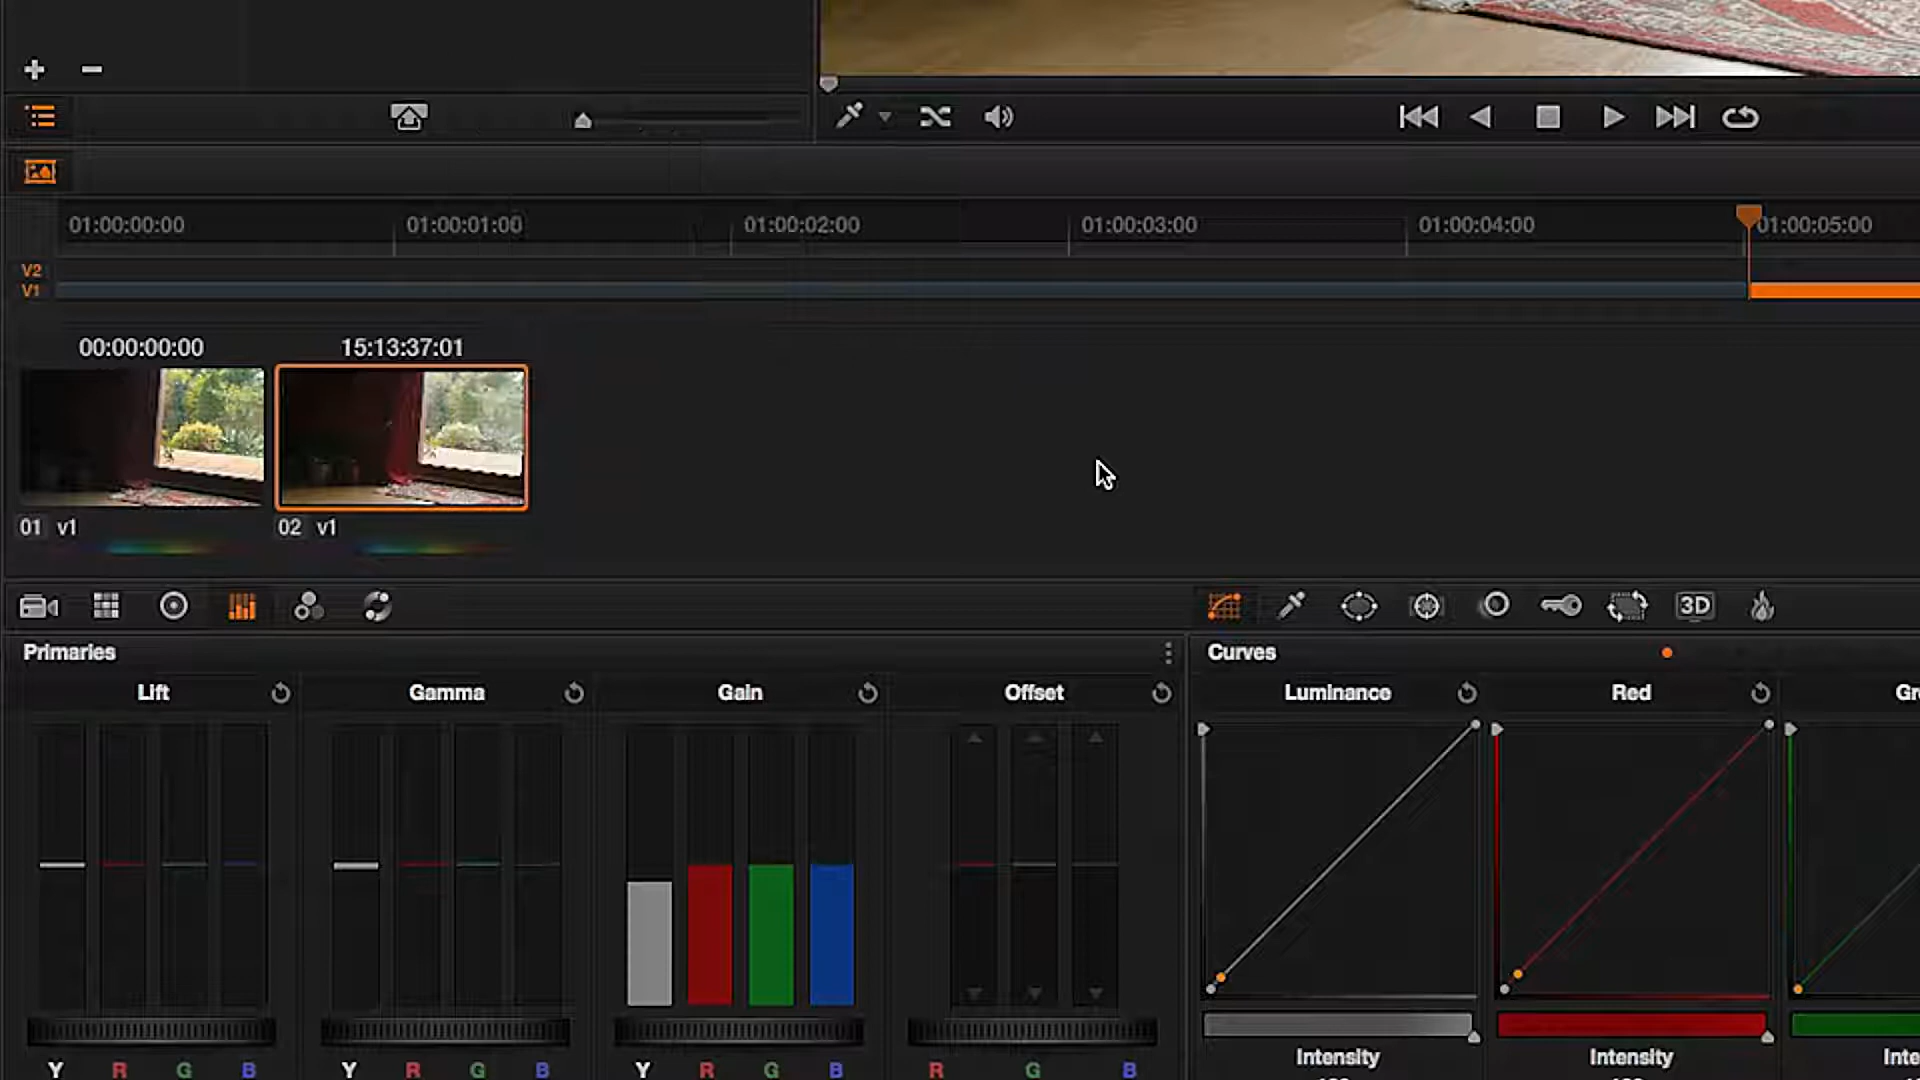 01:00:00:00 01:00:01:00 01:00:02:00 01:00:03:00 01:00:04:00 01:00:05:00
V2
V1
00:00:00:00 15:13:37:01
01 v1 02 v1
3D
Primaries Curves
Lift Gamma Gain Offset Luminance Red
Y R G B Y R G B Y R G B R G B
Intensity Intensity